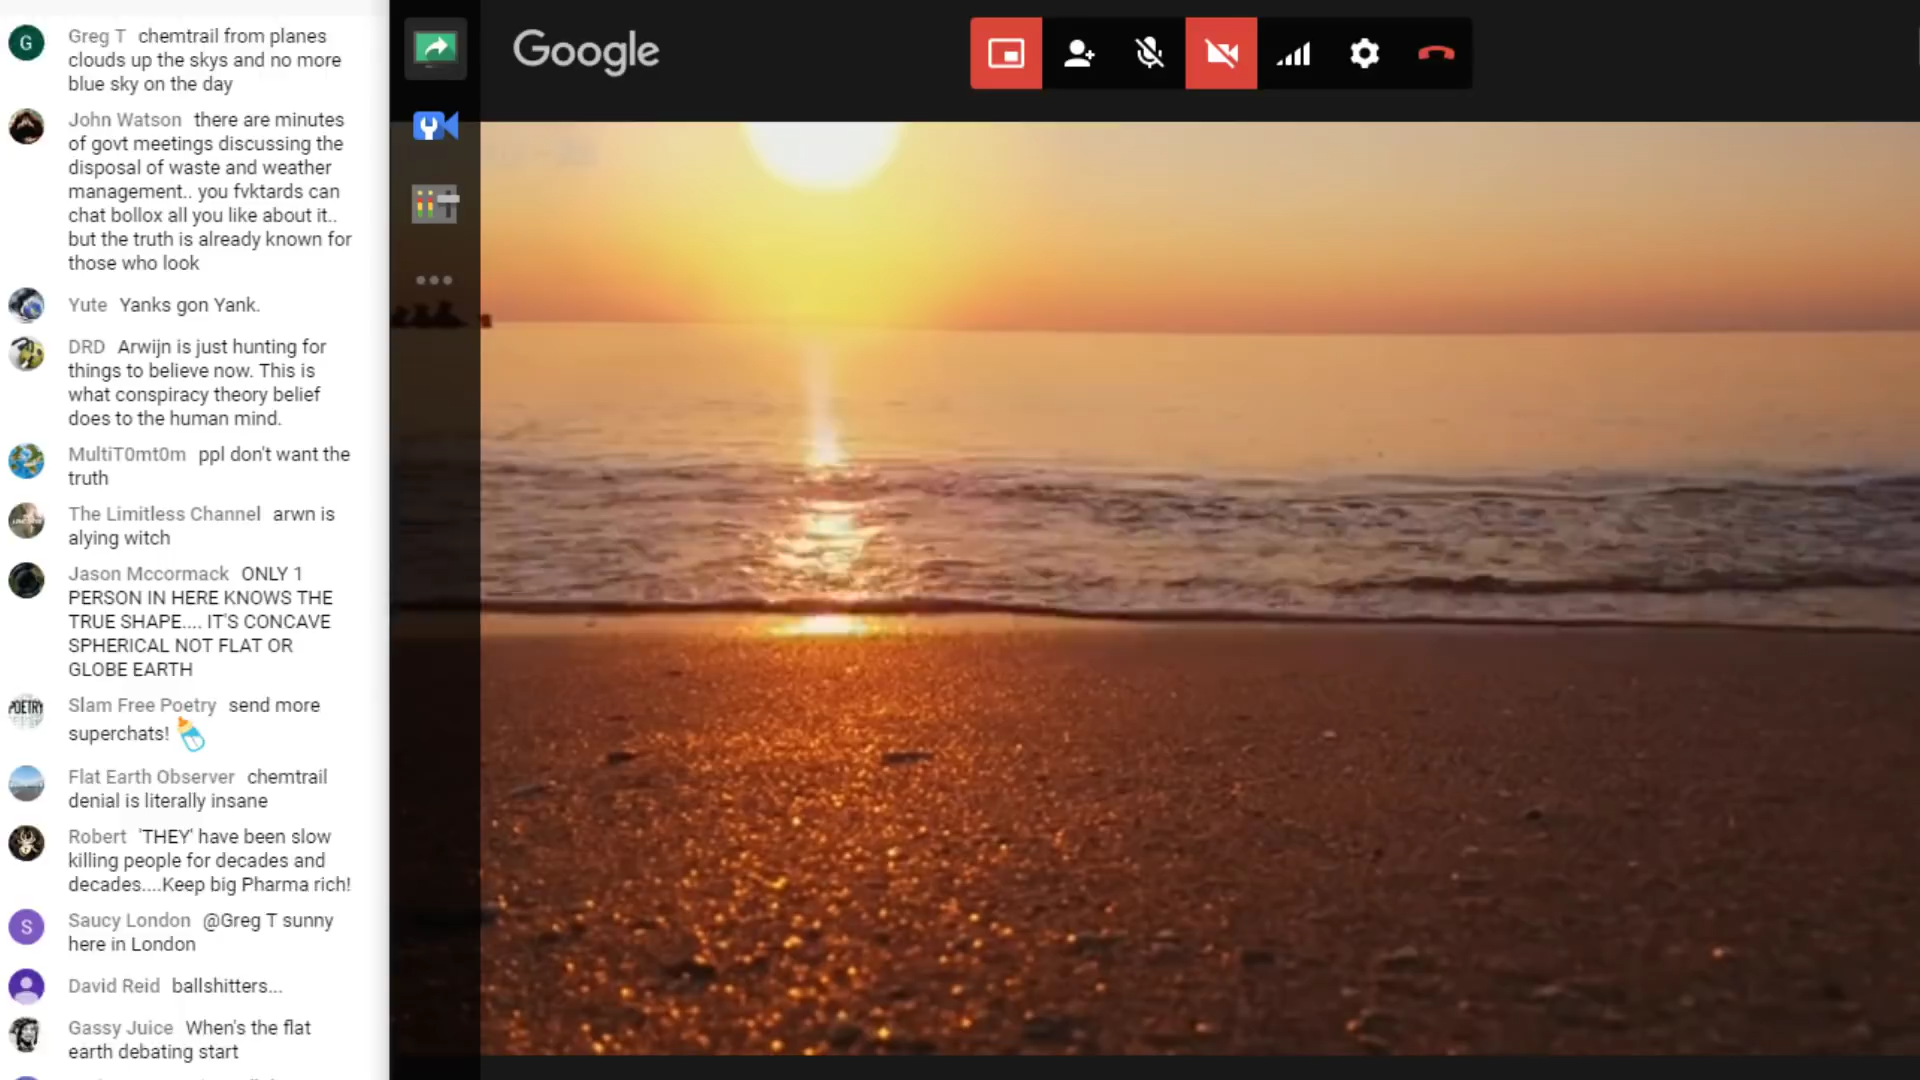 Greg T chemtrail from planes
clouds up the skys and no more
blue sky on the day
John Watson there are minutes
of govt meetings discussing the
disposal of waste and weather
management.. you fvktards can
chat bollox all you like about it..
but the truth is already known for
those who look
Yute Yanks gon Yank.
DRD Arwijn is just hunting for
things to believe now. This is
what conspiracy theory belief
does to the human mind.
MultiT0mt0m ppl don't want the
truth
The Limitless Channel arwn is
alying witch
Jason Mccormack ONLY 1
PERSON IN HERE KNOWS THE
TRUE SHAPE.... IT'S CONCAVE
SPHERICAL NOT FLAT OR
GLOBE EARTH
Slam Free Poetry send more
superchats!
Flat Earth Observer chemtrail
denial is literally insane
Robert 'THEY' have been slow
killing people for decades and
decades....Keep big Pharma rich!
Saucy London @Greg T sunny
here in London
David Reid ballshitters...
Gassy Juice When's the flat
earth debating start
G
POETRY
S
Google